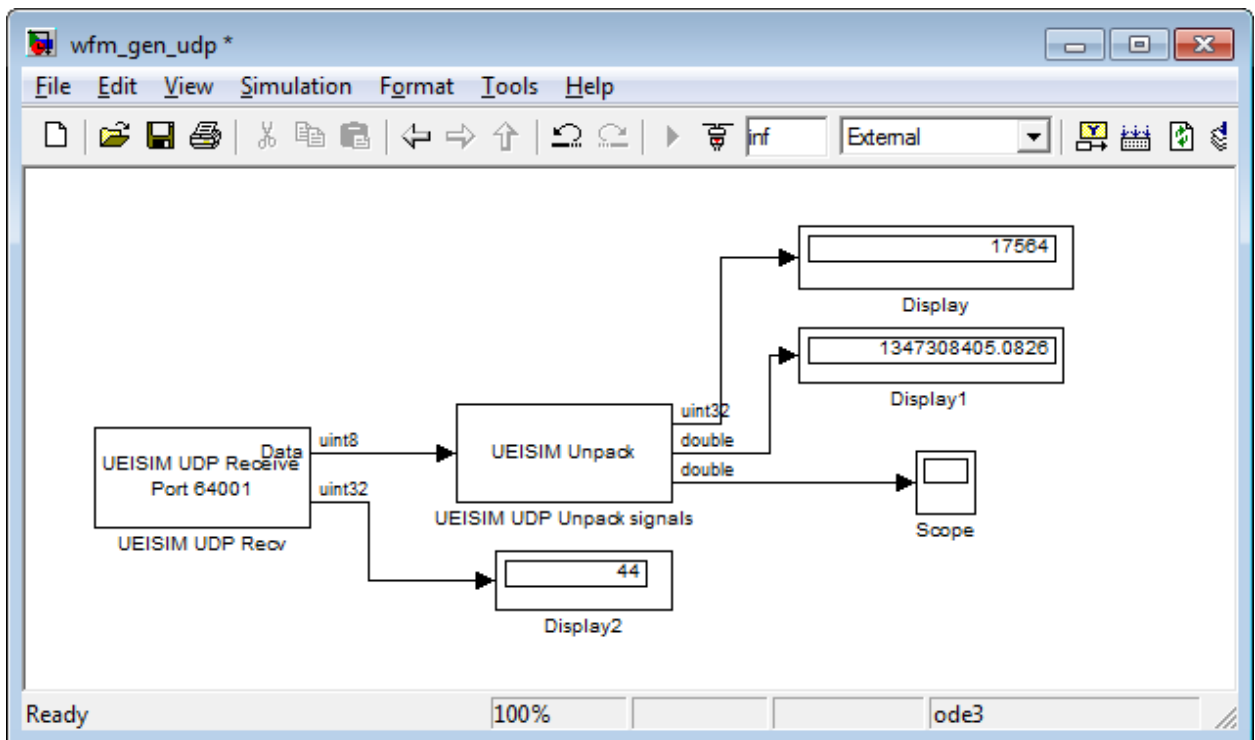 wfm_gen_udp *
File Edit View Simulation Format Tools Help
inf External
17564
Display
1347308405.0826
Display1
uint32
double
double
UEISIM Unpack
UEISIM UDP Unpack signals
Data uint8
UEISIM UDP Receive
Port 64001
uint32
UEISIM UDP Recv
Scope
44
Display2
Ready 100% ode3